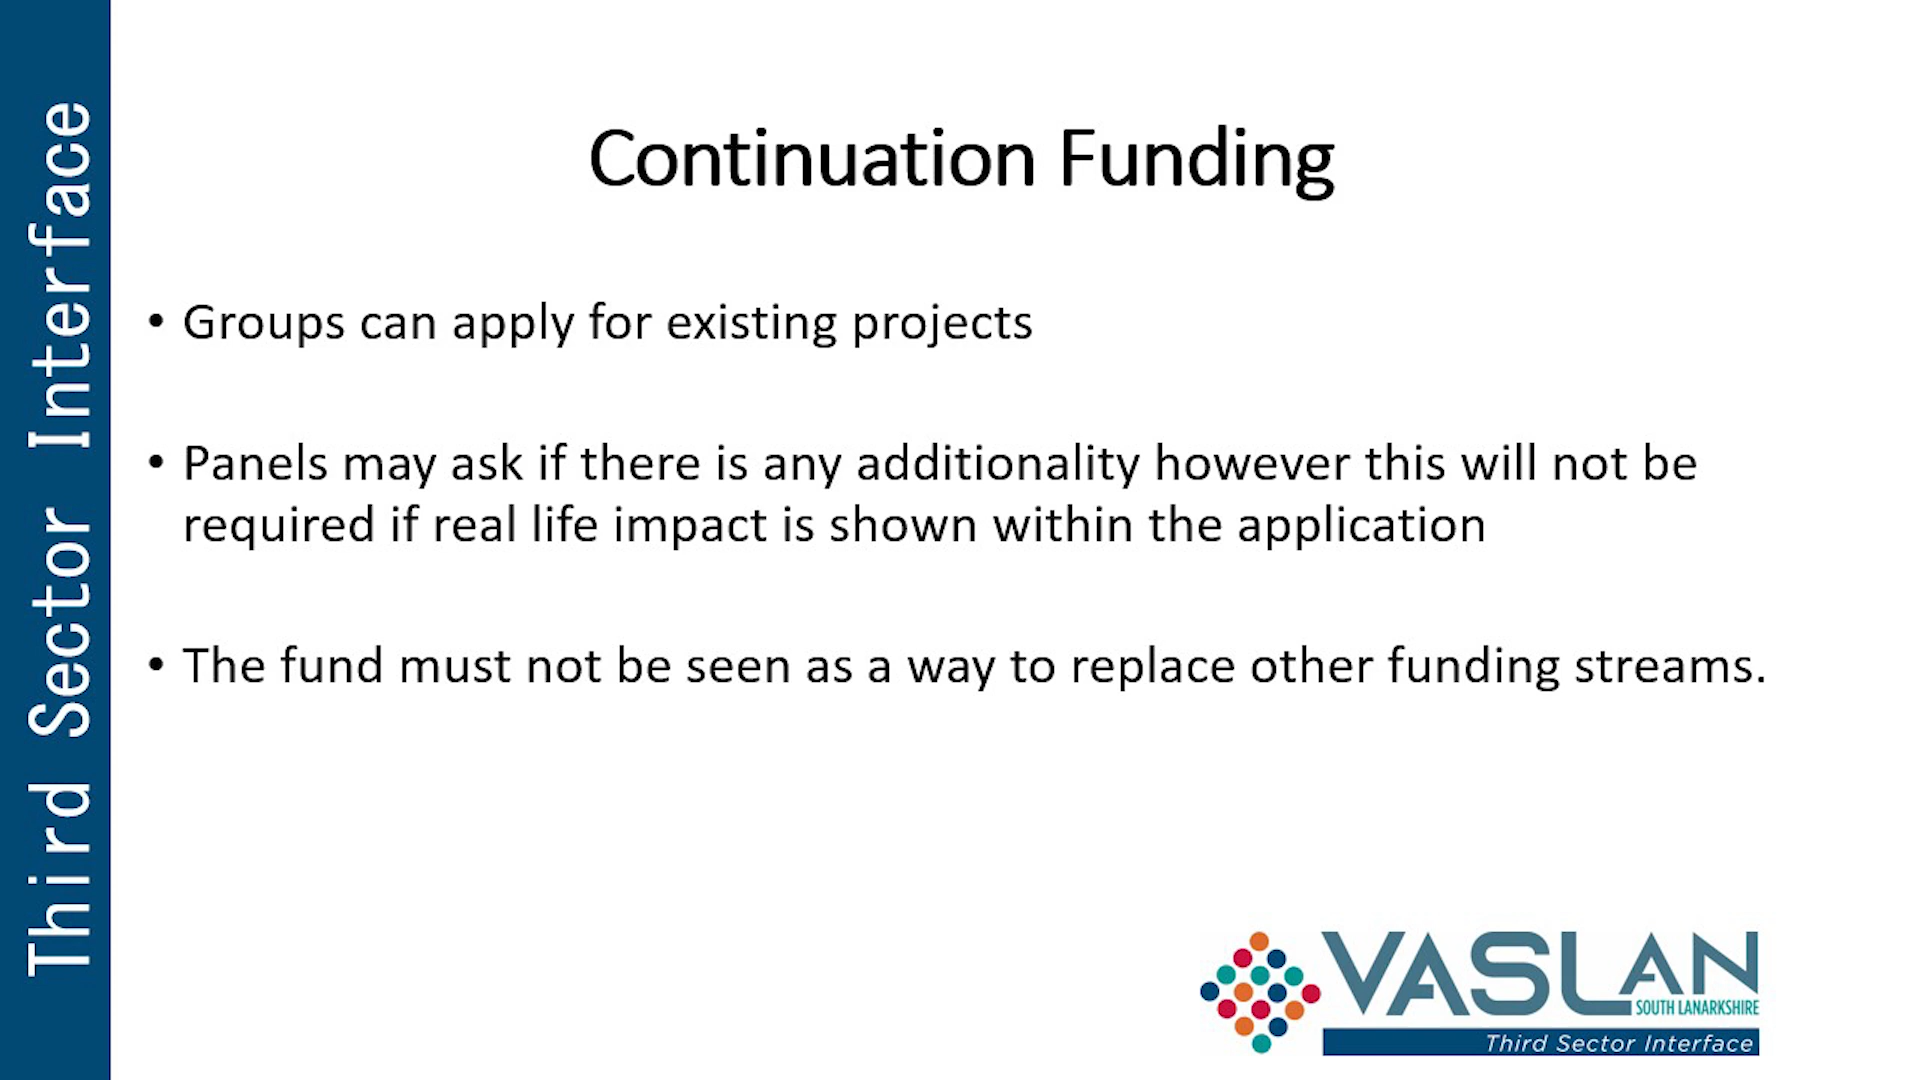 Third Sector Interface
Continuation Funding
• Groups can apply for existing projects
• Panels may ask if there is any additionality however this will not be
required if real life impact is shown within the application
• The fund must not be seen as a way to replace other funding streams.
VASLAN
SOUTH LANARKSHIRE
Third Sector Interface